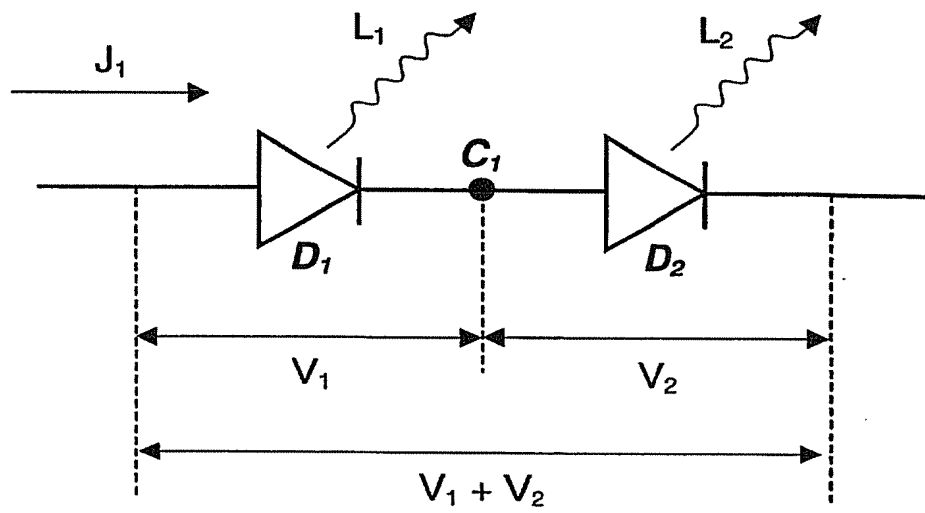 L₁
L₂
J₁
C₁
D₁
D₂
V₁
V₂
V₁ + V₂